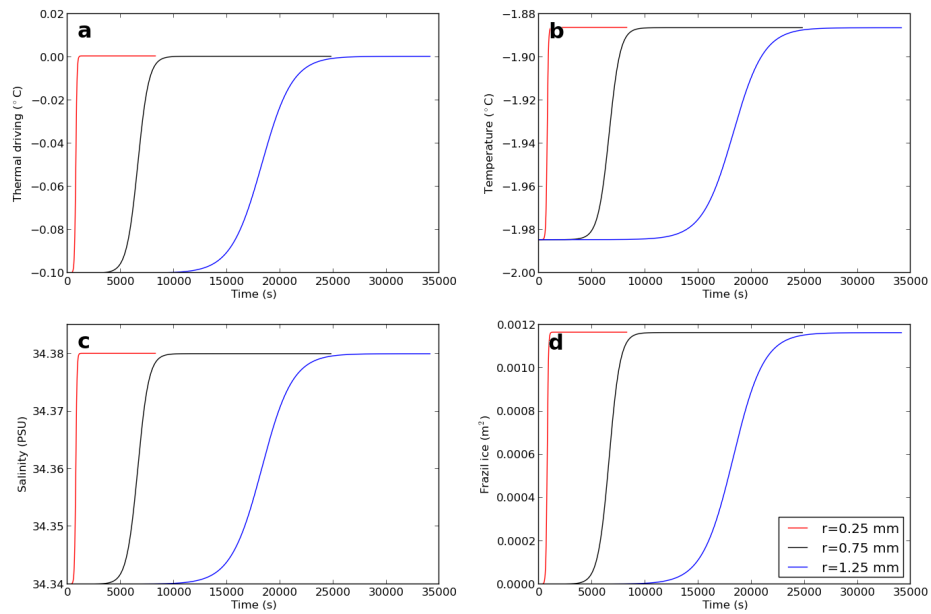 a
Thermal driving (°C)
0.02
0.00
−0.02
−0.04
−0.06
−0.08
−0.10
0 5000 10000 15000 20000 25000 30000 35000
Time (s)
b
Temperature (°C)
−1.88
−1.90
−1.92
−1.94
−1.96
−1.98
−2.00
0 5000 10000 15000 20000 25000 30000 35000
Time (s)
c
Salinity (PSU)
34.38
34.37
34.36
34.35
34.34
0 5000 10000 15000 20000 25000 30000 35000
Time (s)
d
Frazil ice (m²)
0.0012
0.0010
0.0008
0.0006
0.0004
0.0002
0.0000
0 5000 10000 15000 20000 25000 30000 35000
Time (s)
r=0.25 mm
r=0.75 mm
r=1.25 mm